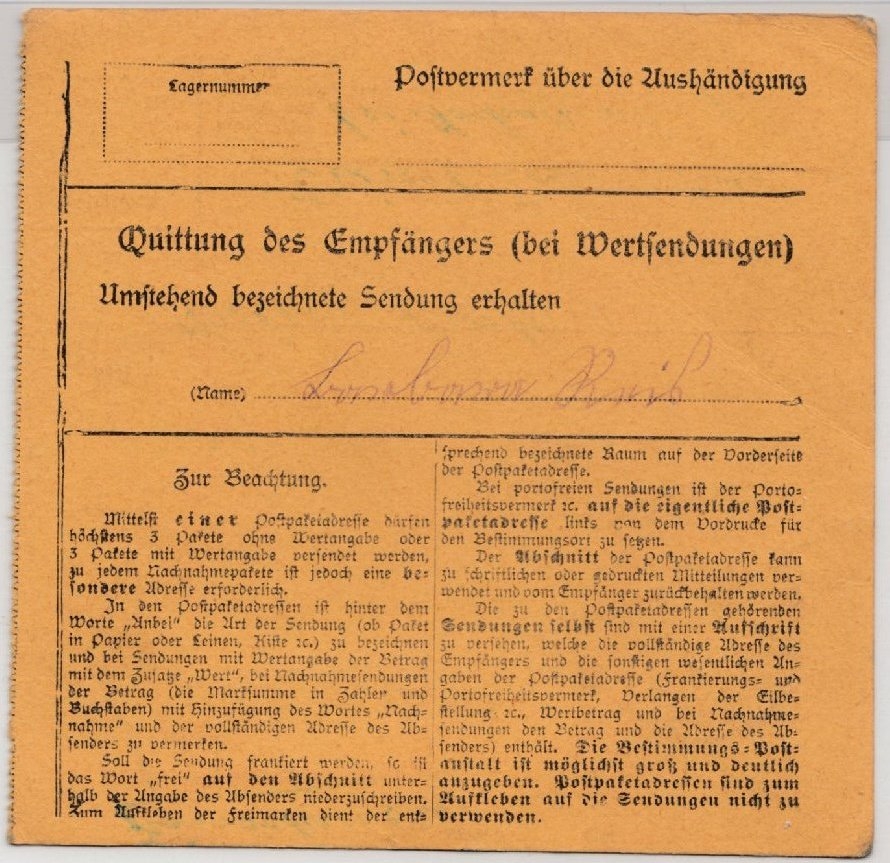 Lagernummer
Postvermerk über die Aushändigung
Quittung des Empfängers (bei Wertsendungen)
Umstehend bezeichnete Sendung erhalten
(Name) Barbara Reiß
Zur Beachtung.
Mittelst einer Postpaketadresse dürfen
höchstens 3 Pakete ohne Wertangabe oder
3 Pakete mit Wertangabe versendet werden,
zu jedem Nachnahmepakete ist jedoch eine be-
sondere Adresse erforderlich.
In den Postpaketadressen ist hinter dem
Worte „Anbei“ die Art der Sendung (ob Paket
in Papier oder Leinen, Kiste ꝛc.) zu bezeichnen
und bei Sendungen mit Wertangabe der Betrag
mit dem Zusatze „Wert“, bei Nachnahmesendungen
der Betrag (die Marksumme in Zahlen und
Buchstaben) mit Hinzufügung des Wortes „Nach-
nahme“ und der vollständigen Adresse des Ab-
senders zu vermerken.
Soll die Sendung frankiert werden, so ist
das Wort „frei“ auf den Abschnitt unter-
halb der Angabe des Absenders niederzuschreiben.
Zum Aufkleben der Freimarken dient der ent-
sprechend bezeichnete Raum auf der Vorderseite
der Postpaketadresse.
Bei portofreien Sendungen ist der Porto-
freiheitsvermerk ꝛc. auf die eigentliche Post-
paketadresse links von dem Vordrucke für
den Bestimmungsort zu setzen.
Der Abschnitt der Postpaketadresse kann
zu schriftlichen oder gedruckten Mitteilungen ver-
wendet und vom Empfänger zurückbehalten werden.
Die zu den Postpaketadressen gehörenden
Sendungen selbst sind mit einer Aufschrift
zu versehen, welche die vollständige Adresse des
Empfängers und die sonstigen wesentlichen An-
gaben der Postpaketadresse (Frankierungs- und
Portofreiheitsvermerk, Verlangen der Eilbe-
stellung ꝛc., Wertbetrag und bei Nachnahme-
sendungen den Betrag und die Adresse des Ab-
senders) enthält. Die Bestimmungs-Post-
anstalt ist möglichst groß und deutlich
anzugeben. Postpaketadressen sind zum
Aufkleben auf die Sendungen nicht zu
verwenden.